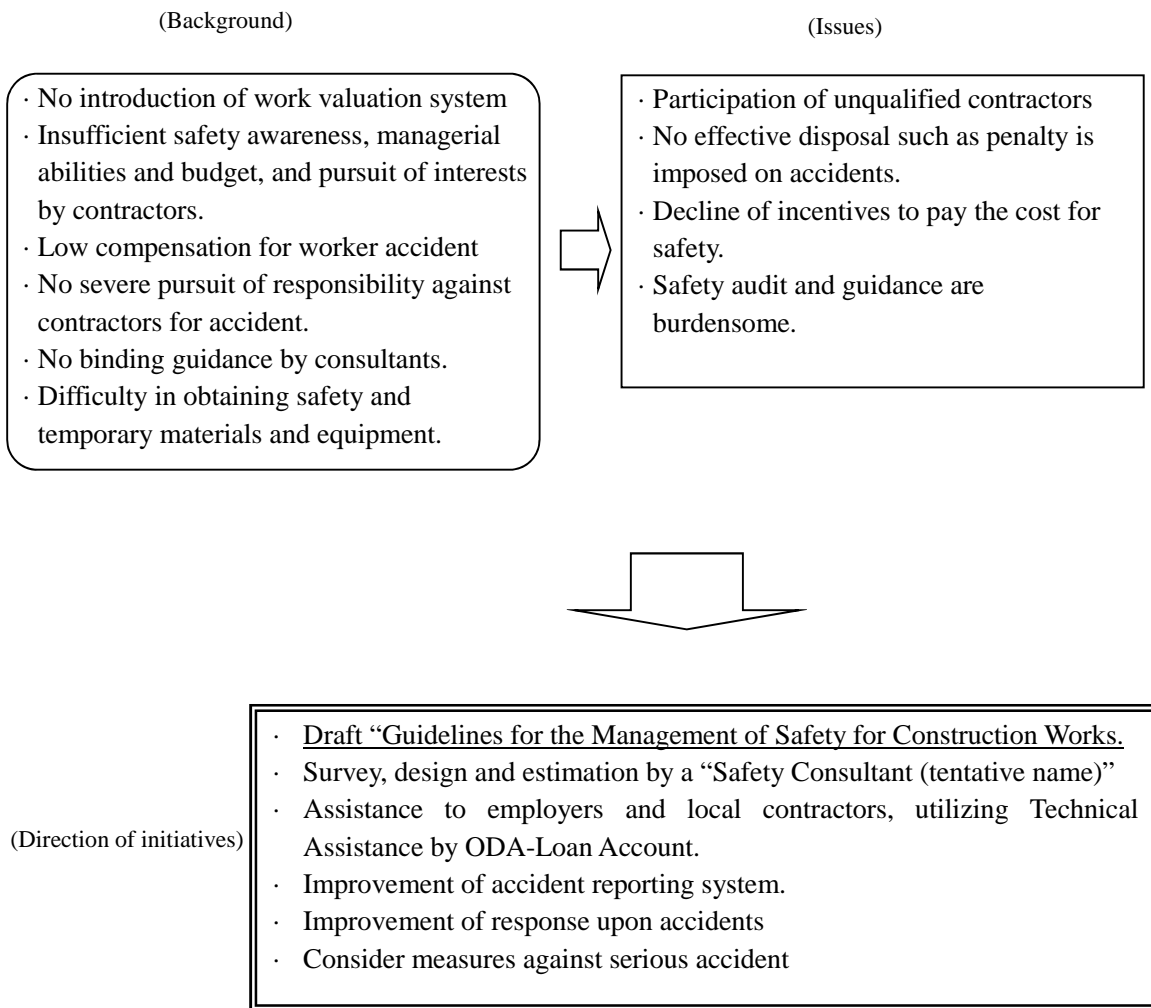 (Background)
· No introduction of work valuation system
· Insufficient safety awareness, managerial
abilities and budget, and pursuit of interests
by contractors.
· Low compensation for worker accident
· No severe pursuit of responsibility against
contractors for accident.
· No binding guidance by consultants.
· Difficulty in obtaining safety and
temporary materials and equipment.
(Issues)
· Participation of unqualified contractors
· No effective disposal such as penalty is
imposed on accidents.
· Decline of incentives to pay the cost for
safety.
· Safety audit and guidance are
burdensome.
(Direction of initiatives)
· Draft “Guidelines for the Management of Safety for Construction Works.
· Survey, design and estimation by a “Safety Consultant (tentative name)”
· Assistance to employers and local contractors, utilizing Technical
Assistance by ODA-Loan Account.
· Improvement of accident reporting system.
· Improvement of response upon accidents
· Consider measures against serious accident